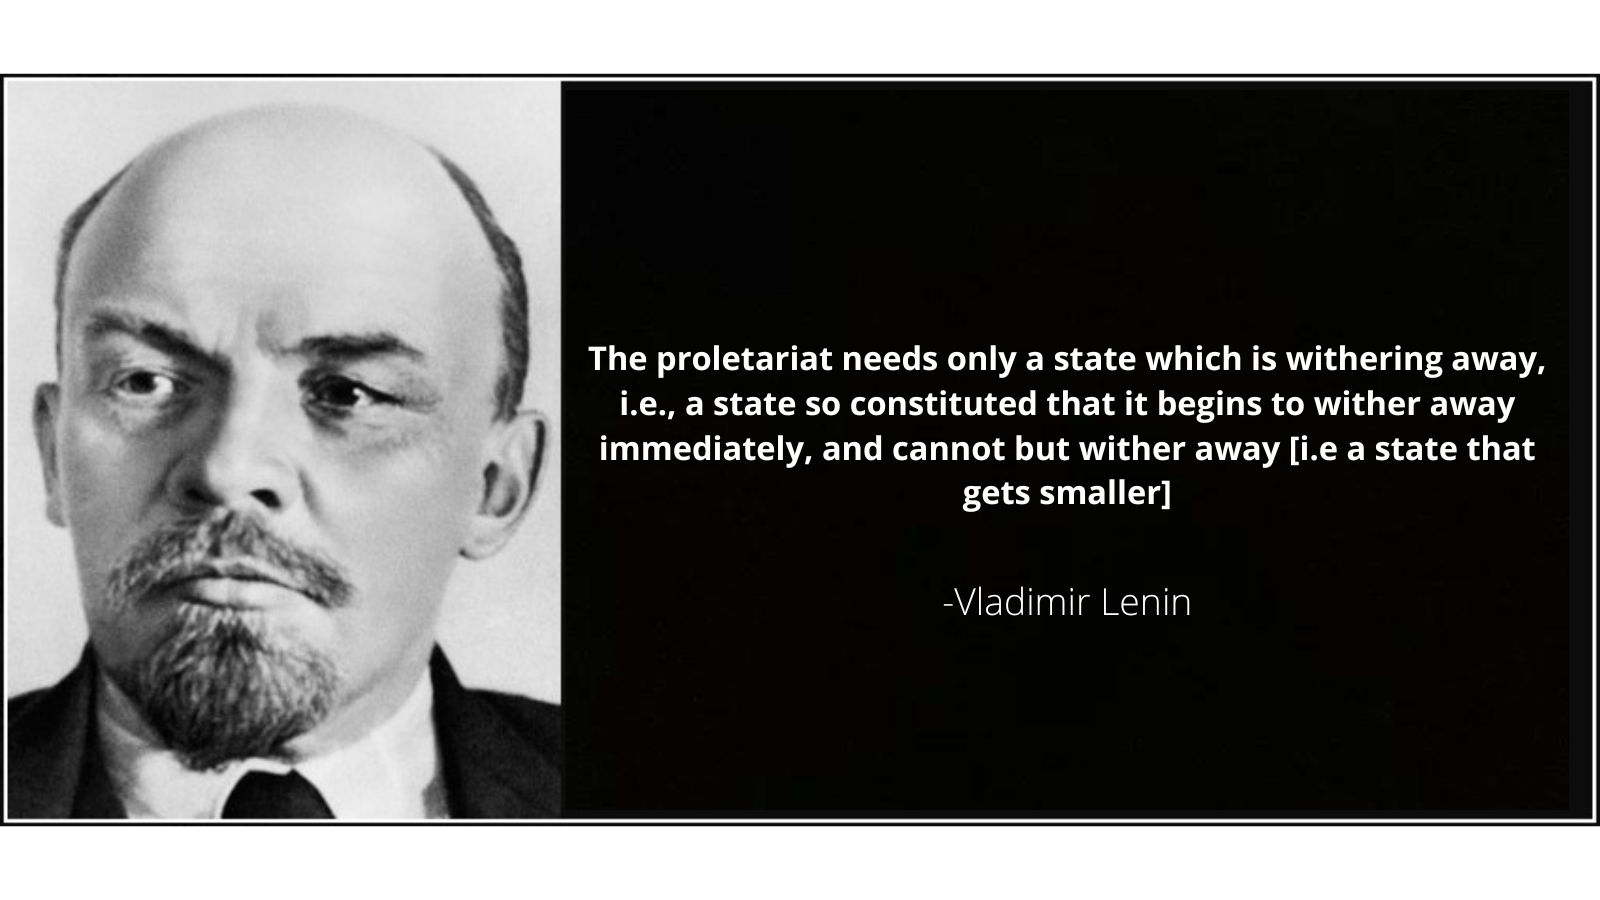 The proletariat needs only a state which is withering away,
i.e., a state so constituted that it begins to wither away
immediately, and cannot but wither away [i.e a state that
gets smaller]
-Vladimir Lenin